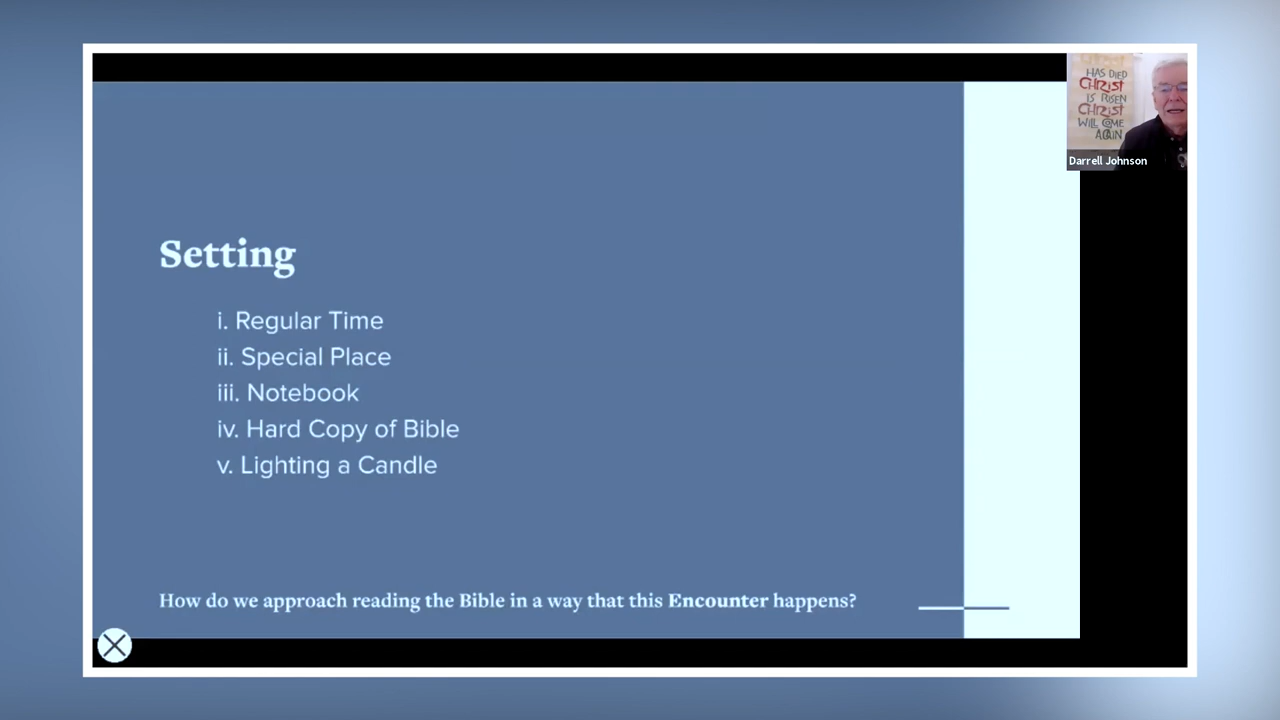 HAS DIED
CHRIST
IS RISEN
CHRIST
WILL COME
AGAIN
Darrell Johnson
Setting
i. Regular Time
ii. Special Place
iii. Notebook
iv. Hard Copy of Bible
v. Lighting a Candle
How do we approach reading the Bible in a way that this Encounter happens?